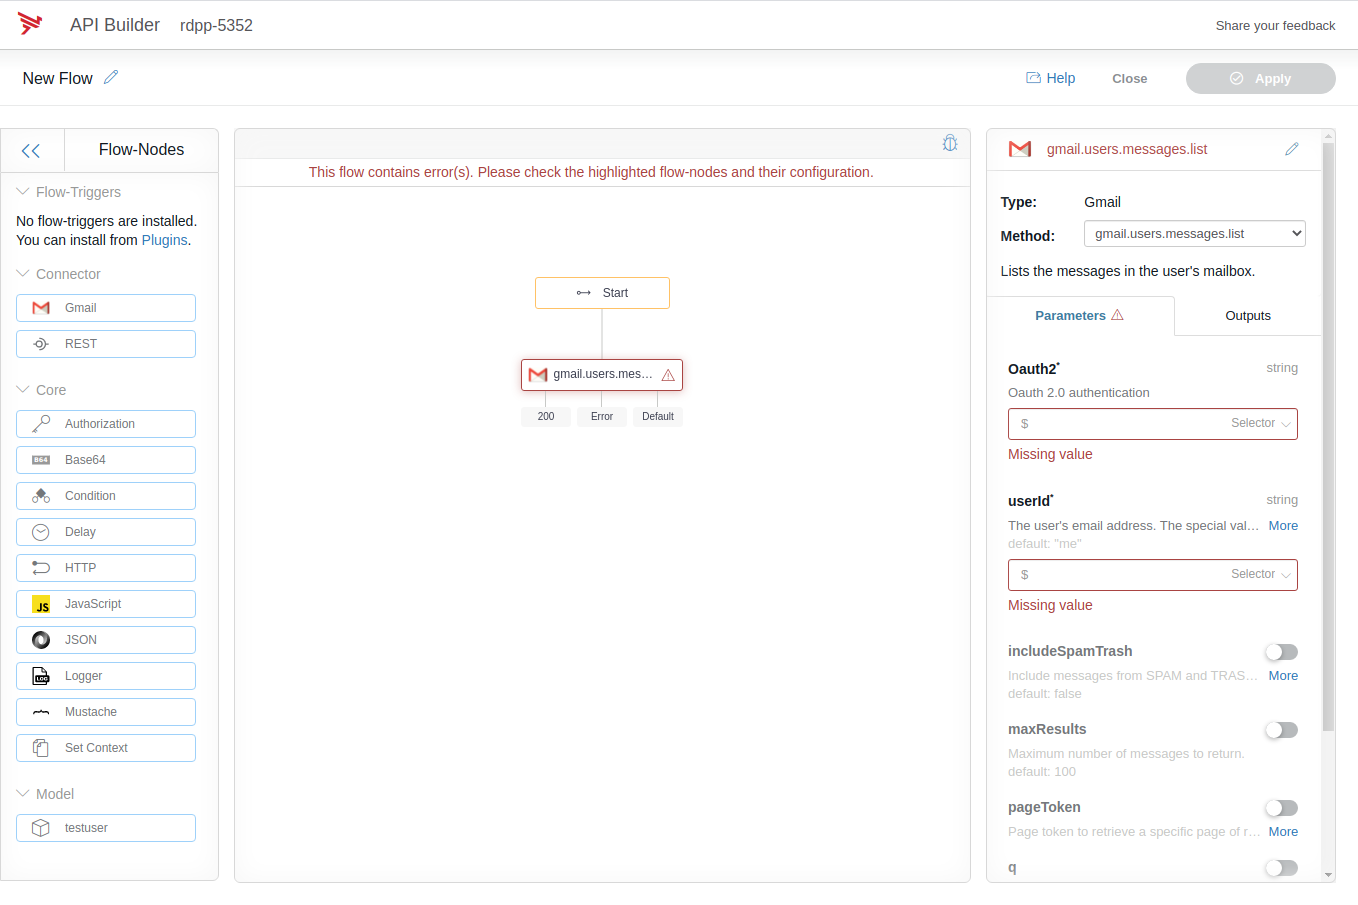 API Builder rdpp-5352
Share your feedback
New Flow
Help
Close
Apply
Flow-Nodes
Flow-Triggers
No flow-triggers are installed.
You can install from Plugins.
Connector
Gmail
REST
Core
Authorization
B64 Base64
Condition
Delay
HTTP
JS JavaScript
JSON
LOG Logger
Mustache
Set Context
Model
testuser
This flow contains error(s). Please check the highlighted flow-nodes and their configuration.
Start
gmail.users.mes...
200 Error Default
gmail.users.messages.list
Type: Gmail
Method: gmail.users.messages.list
Lists the messages in the user's mailbox.
Parameters Outputs
Oauth2* string
Oauth 2.0 authentication
$ Selector
Missing value
userId* string
The user's email address. The special val... More
default: "me"
$ Selector
Missing value
includeSpamTrash
Include messages from SPAM and TRAS... More
default: false
maxResults
Maximum number of messages to return.
default: 100
pageToken
Page token to retrieve a specific page of r... More
q